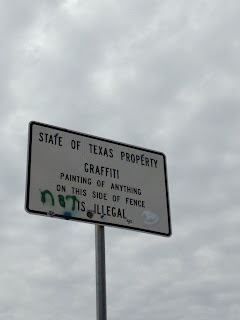 STATE OF TEXAS PROPERTY
GRAFFITI
PAINTING OF ANYTHING
ON THIS SIDE OF FENCE
IS ILLEGAL